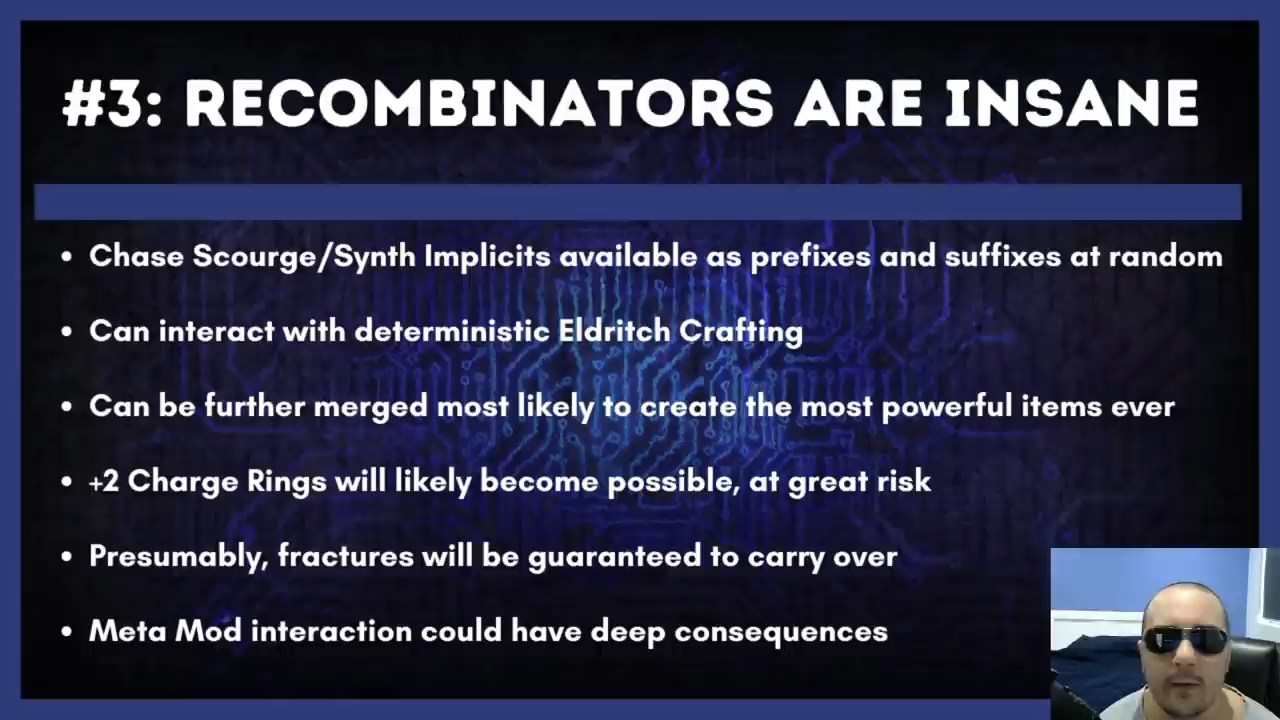 #3: RECOMBINATORS ARE INSANE
• Chase Scourge/Synth Implicits available as prefixes and suffixes at random
• Can interact with deterministic Eldritch Crafting
• Can be further merged most likely to create the most powerful items ever
• +2 Charge Rings will likely become possible, at great risk
• Presumably, fractures will be guaranteed to carry over
• Meta Mod interaction could have deep consequences